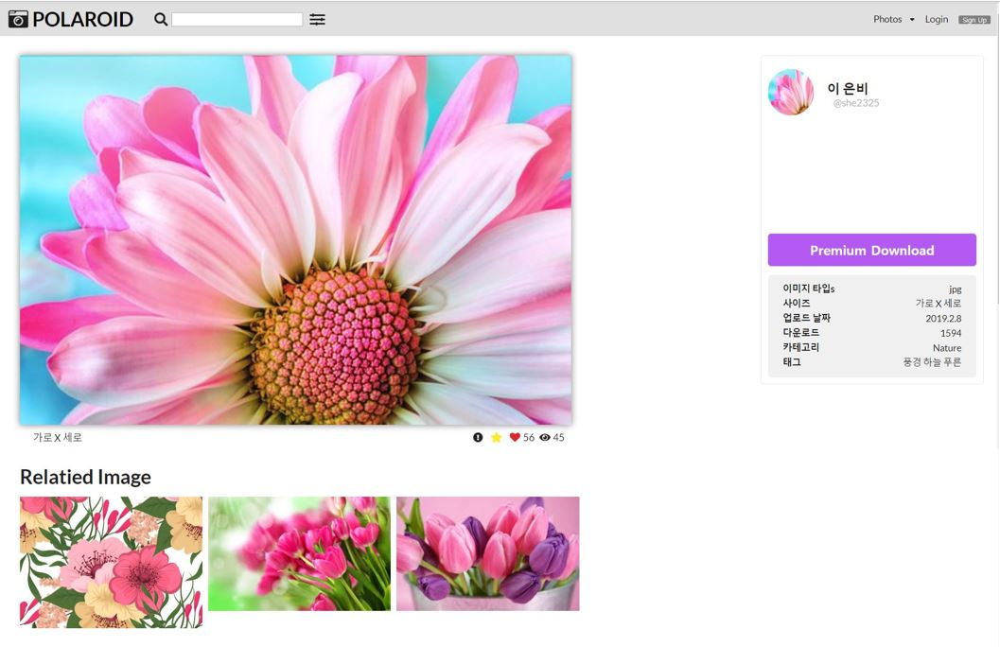 POLAROID
Photos Login Sign Up
이 은비
@she2325
Premium Download
이미지 타입s jpg
사이즈 가로 X 세로
업로드 날짜 2019.2.8
다운로드 1594
카테고리 Nature
태그 풍경 하늘 푸른
가로 X 세로 56 45
Relatied Image